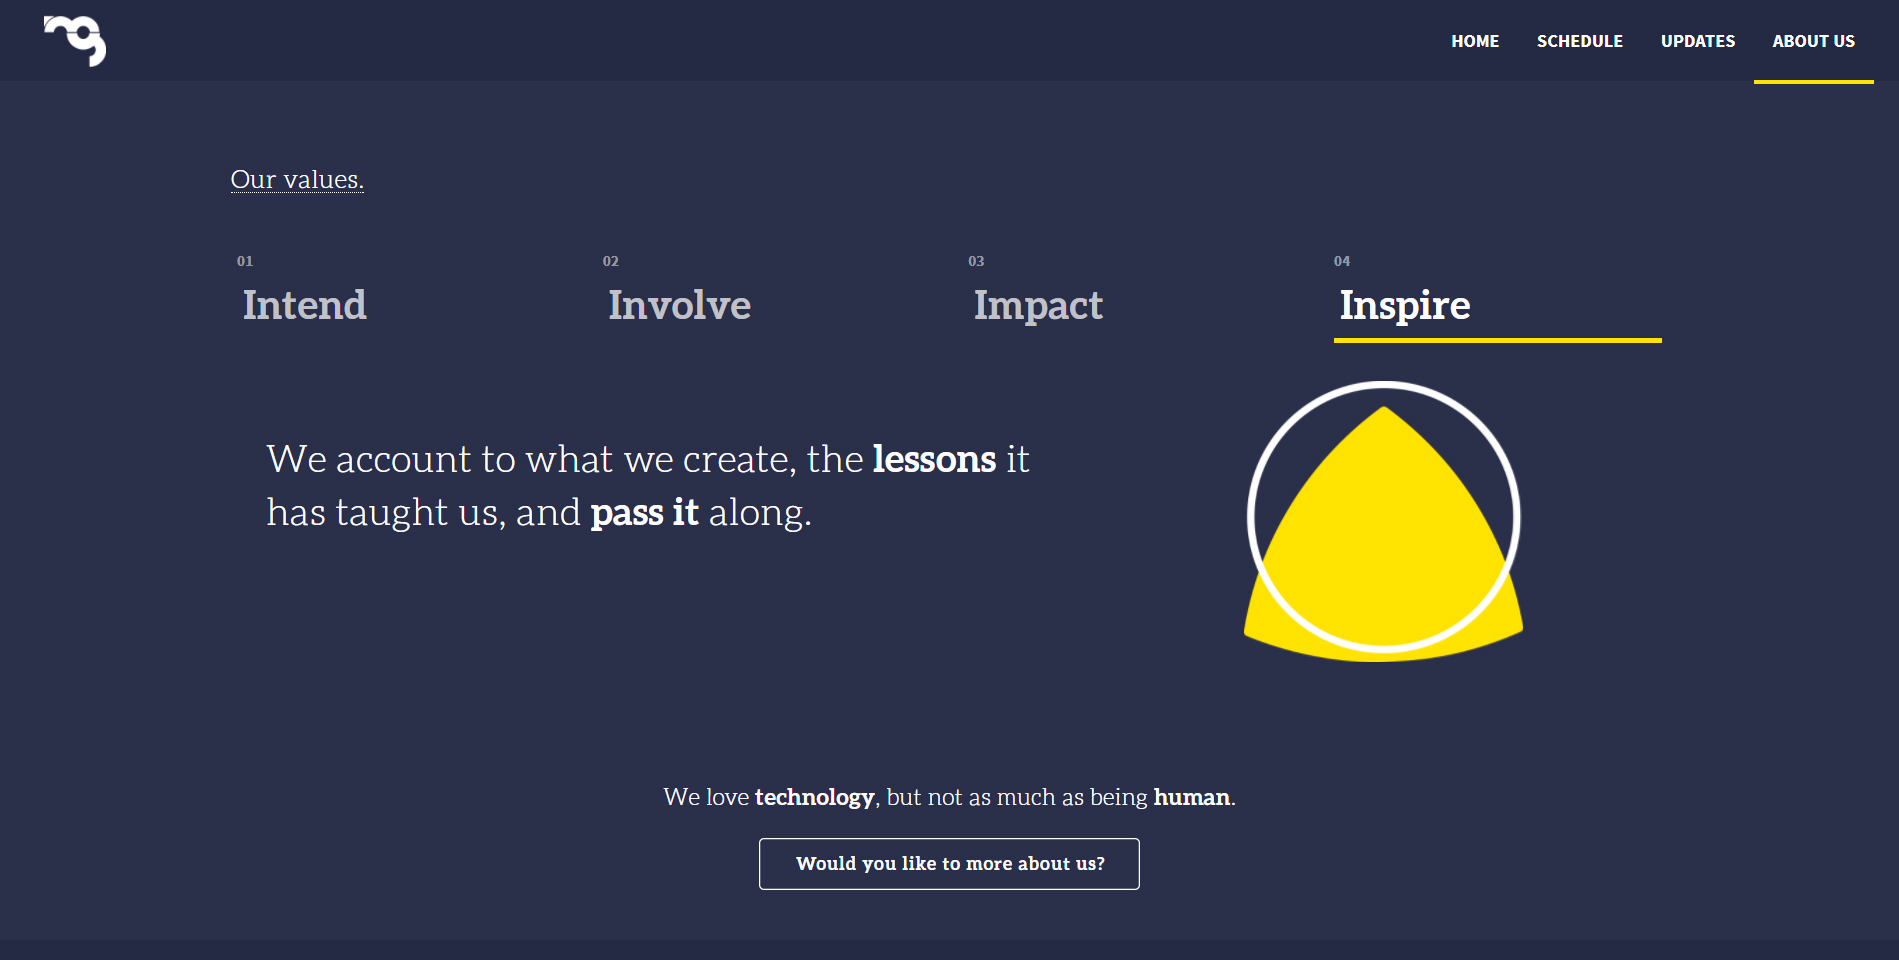 HOME SCHEDULE UPDATES ABOUT US
Our values.
01 02 03 04
Intend Involve Impact Inspire
We account to what we create, the lessons it
has taught us, and pass it along.
We love technology, but not as much as being human.
Would you like to more about us?